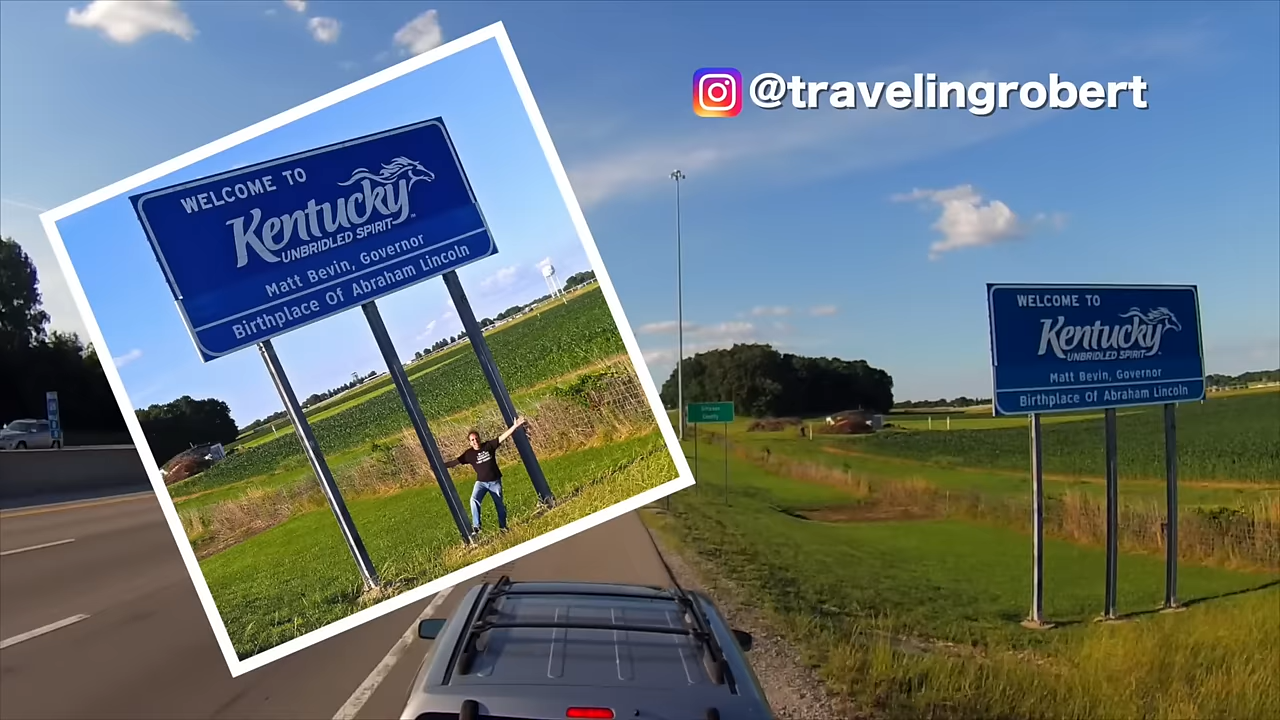 @travelingrobert
WELCOME TO
Kentucky
UNBRIDLED SPIRIT
Matt Bevin, Governor
Birthplace Of Abraham Lincoln
WELCOME TO
Kentucky
UNBRIDLED SPIRIT
Matt Bevin, Governor
Birthplace Of Abraham Lincoln